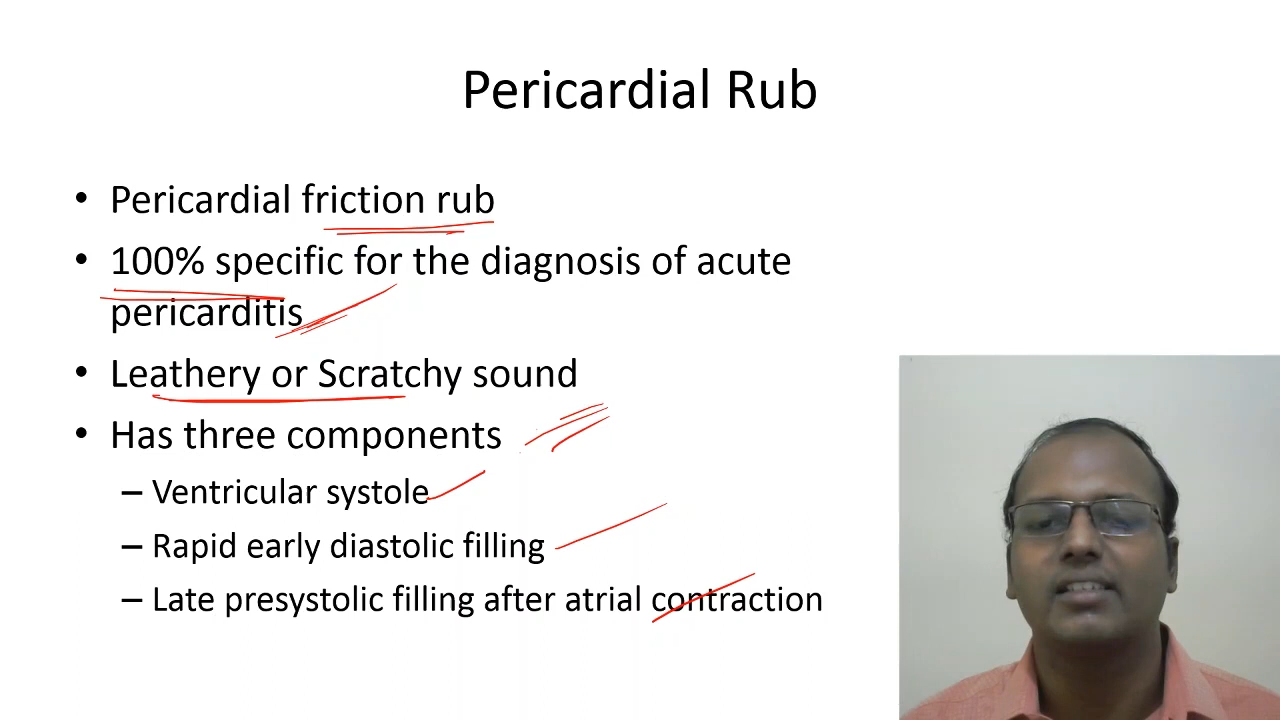 Pericardial Rub
• Pericardial friction rub
• 100% specific for the diagnosis of acute
pericarditis
• Leathery or Scratchy sound
• Has three components
– Ventricular systole
– Rapid early diastolic filling
– Late presystolic filling after atrial contraction